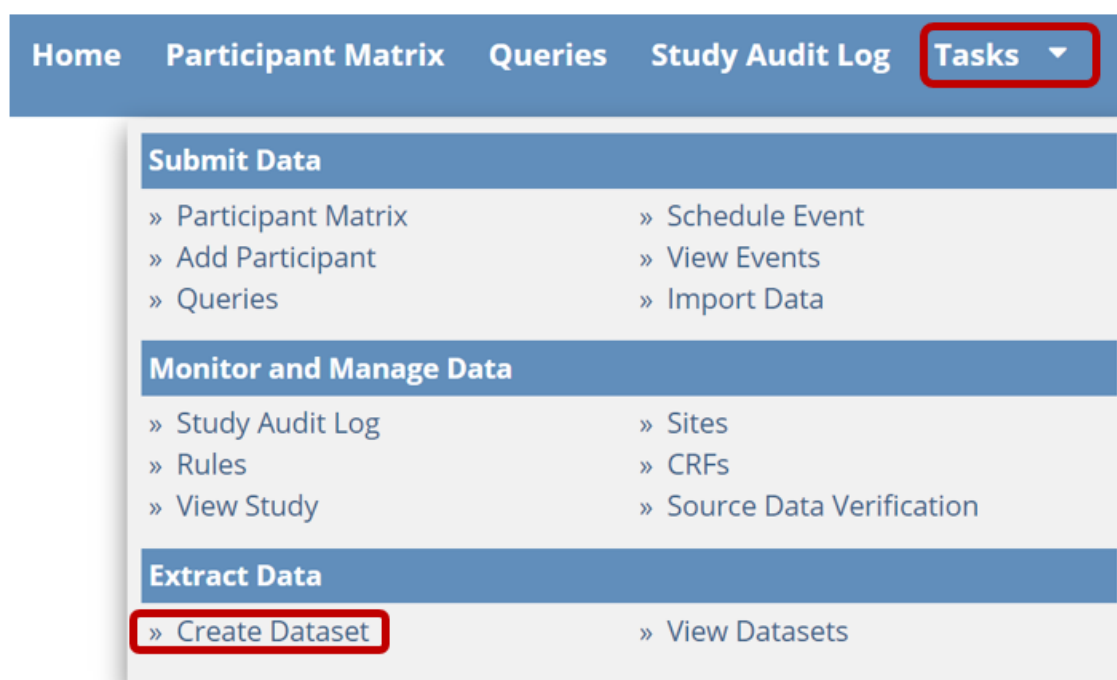 Home Participant Matrix Queries Study Audit Log Tasks
Submit Data
» Participant Matrix » Schedule Event
» Add Participant » View Events
» Queries » Import Data
Monitor and Manage Data
» Study Audit Log » Sites
» Rules » CRFs
» View Study » Source Data Verification
Extract Data
» Create Dataset » View Datasets